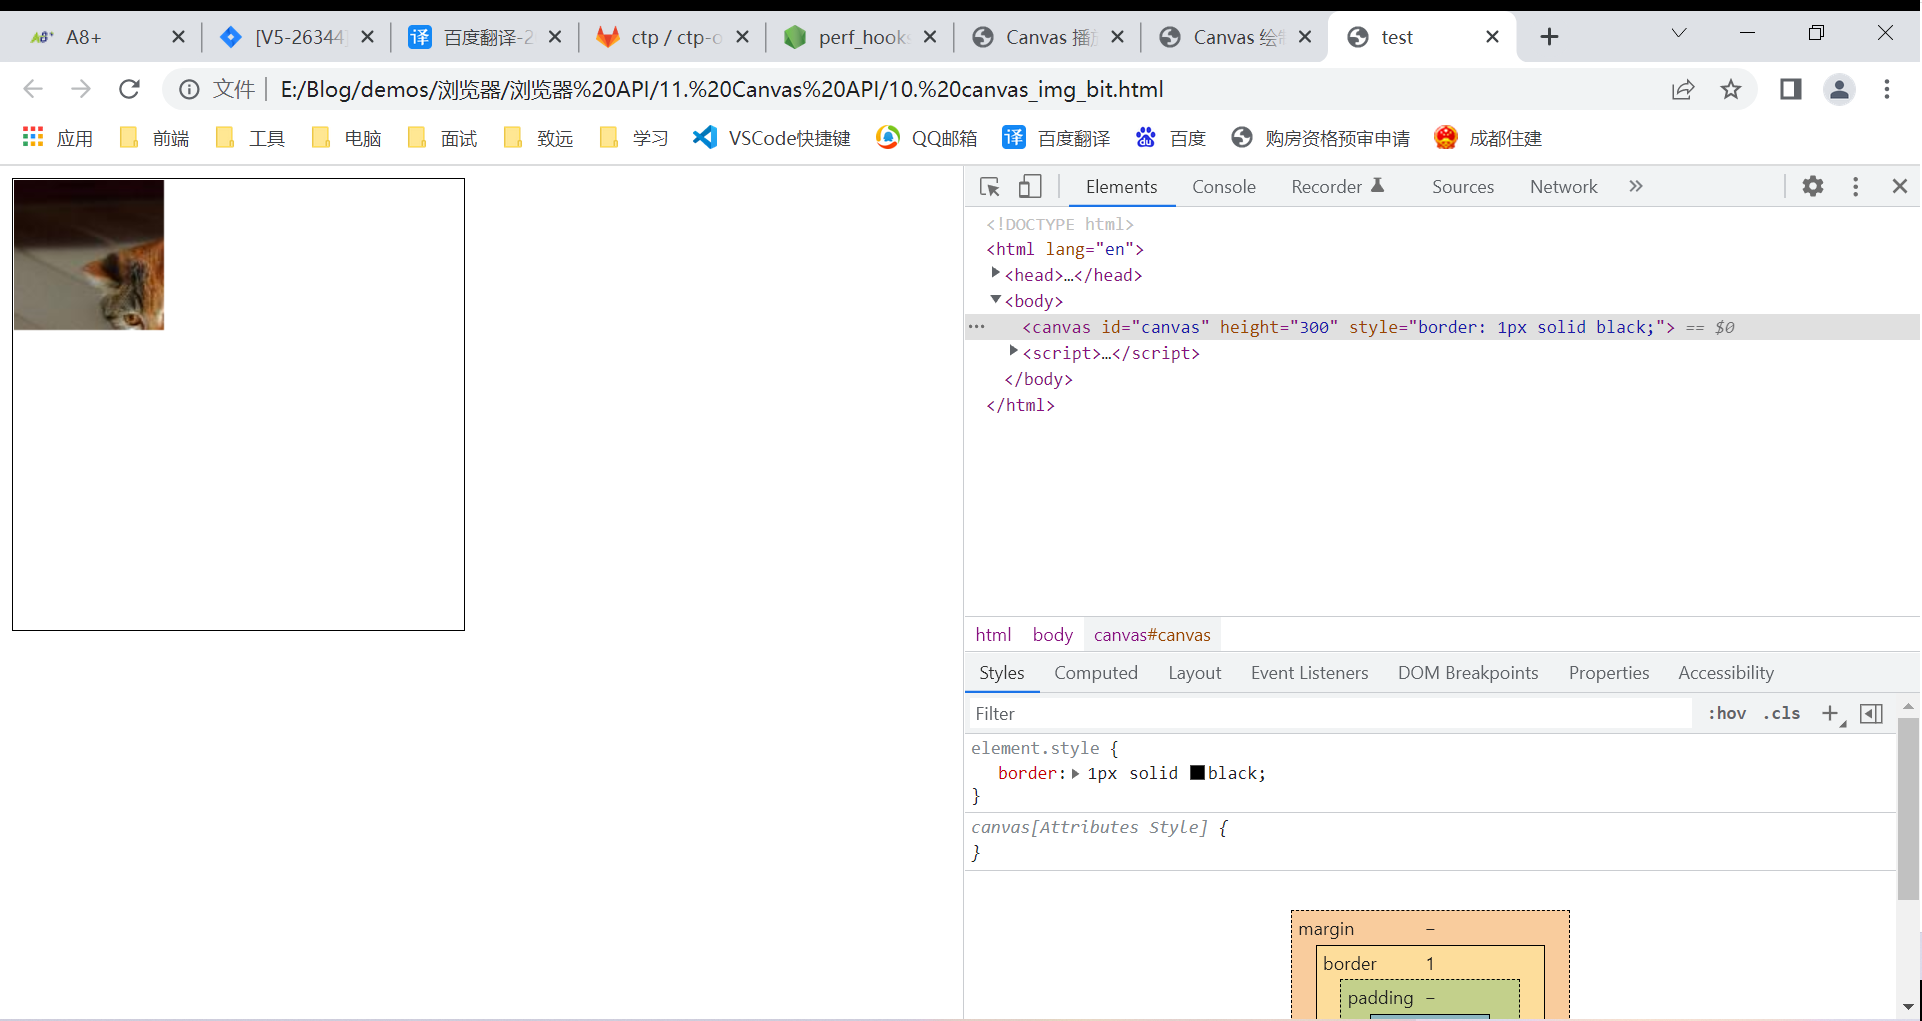 A8+
[V5-26344]
百度翻译-2
ctp / ctp-o
perf_hooks
Canvas 播放
Canvas 绘制
test
文件
E:/Blog/demos/浏览器/浏览器%20API/11.%20Canvas%20API/10.%20canvas_img_bit.html
应用 前端 工具 电脑 面试 致远 学习 VSCode快捷键 QQ邮箱 译 百度翻译 百度 购房资格预审申请 成都住建
Elements Console Recorder Sources Network »
<!DOCTYPE html>
<html lang="en">
<head>…</head>
<body>
<canvas id="canvas" height="300" style="border: 1px solid black;"> == $0
<script>…</script>
</body>
</html>
html body canvas#canvas
Styles Computed Layout Event Listeners DOM Breakpoints Properties Accessibility
Filter
:hov .cls
element.style {
border: 1px solid black;
}
canvas[Attributes Style] {
}
margin –
border 1
padding –